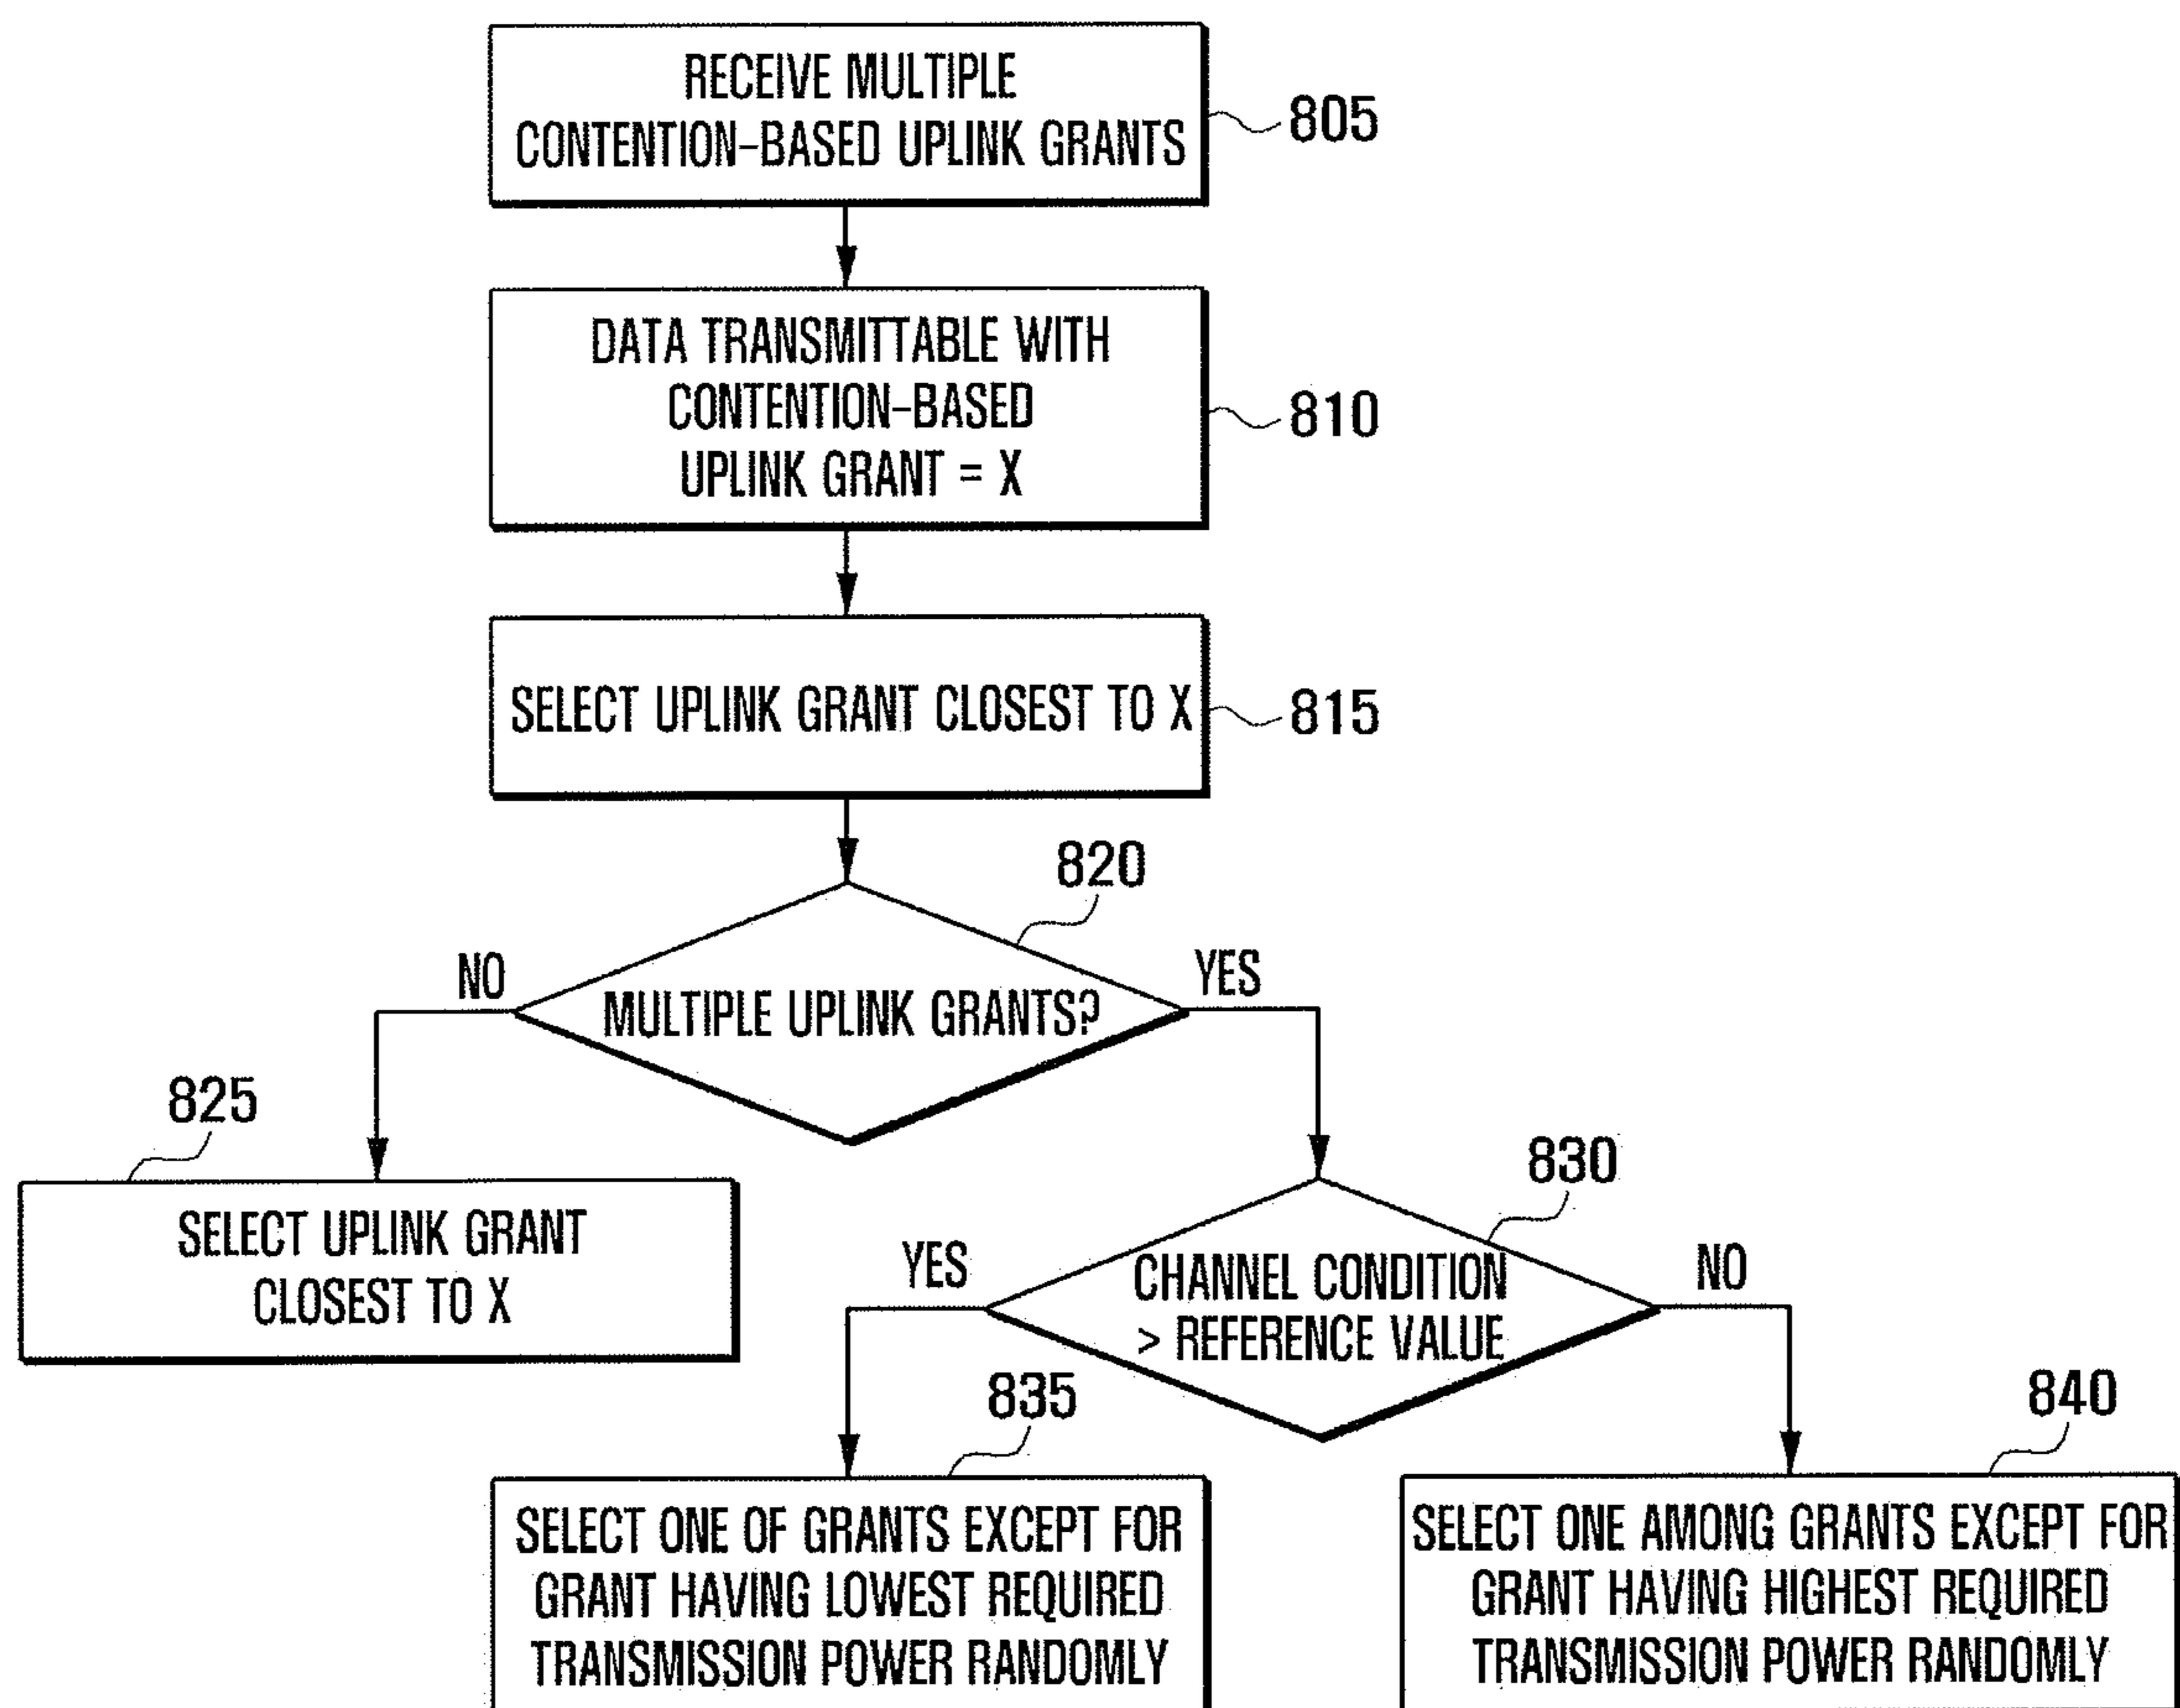 RECEIVE MULTIPLE
CONTENTION-BASED UPLINK GRANTS
805
DATA TRANSMITTABLE WITH
CONTENTION-BASED
UPLINK GRANT = X
810
SELECT UPLINK GRANT CLOSEST TO X
815
820
MULTIPLE UPLINK GRANTS?
NO
YES
825
SELECT UPLINK GRANT
CLOSEST TO X
830
CHANNEL CONDITION
> REFERENCE VALUE
YES
NO
835
SELECT ONE OF GRANTS EXCEPT FOR
GRANT HAVING LOWEST REQUIRED
TRANSMISSION POWER RANDOMLY
840
SELECT ONE AMONG GRANTS EXCEPT FOR
GRANT HAVING HIGHEST REQUIRED
TRANSMISSION POWER RANDOMLY